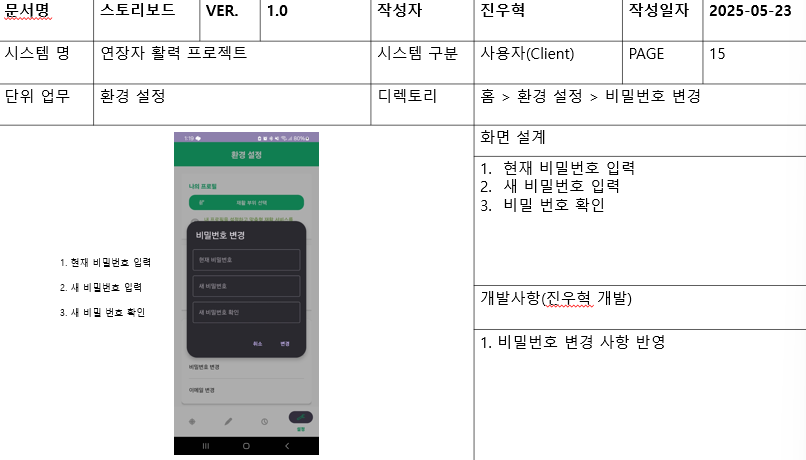 문서명 스토리보드 VER. 1.0 작성자 진우혁 작성일자 2025-05-23
시스템 명 연장자 활력 프로젝트 시스템 구분 사용자(Client) PAGE 15
단위 업무 환경 설정 디렉토리 홈 > 환경 설정 > 비밀번호 변경
1. 현재 비밀번호 입력
2. 새 비밀번호 입력
3. 새 비밀 번호 확인
1:19
80%
환경 설정
나의 프로필
재활 부위 선택
비밀번호 변경
현재 비밀번호
새 비밀번호
새 비밀번호 확인
취소 변경
비밀번호 변경
이메일 변경
설정
화면 설계
1. 현재 비밀번호 입력
2. 새 비밀번호 입력
3. 비밀 번호 확인
개발사항(진우혁 개발)
1. 비밀번호 변경 사항 반영